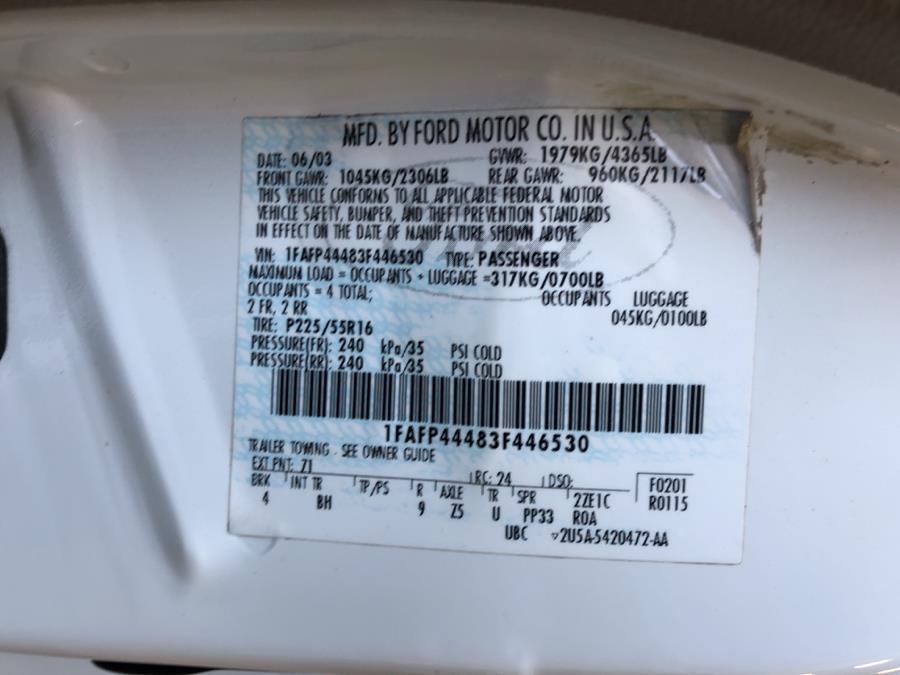 MFD. BY FORD MOTOR CO. IN U.S.A.
DATE: 06/03 GVWR: 1979KG/4365LB
FRONT GAWR: 1045KG/2306LB REAR GAWR: 960KG/2117LB
THIS VEHICLE CONFORMS TO ALL APPLICABLE FEDERAL MOTOR
VEHICLE SAFETY, BUMPER, AND THEFT PREVENTION STANDARDS
IN EFFECT ON THE DATE OF MANUFACTURE SHOWN ABOVE.
VIN: 1FAFP44483F446530 TYPE: PASSENGER
MAXIMUM LOAD = OCCUPANTS + LUGGAGE =317KG/0700LB
OCCUPANTS = 4 TOTAL; OCCUPANTS LUGGAGE
2 FR, 2 RR 045KG/0100LB
TIRE: P225/55R16
PRESSURE(FR): 240 kPa/35 PSI COLD
PRESSURE(RR): 240 kPa/35 PSI COLD
1FAFP44483F446530
TRAILER TOWING - SEE OWNER GUIDE
EXT PNT: Z1 RC: 24 DSO: F0201
BRK INT TR TP/PS R AXLE TR SPR 2ZE1C R0115
4 BH 9 Z5 U PP33 ROA
UBC ▽2U5A-5420472-AA